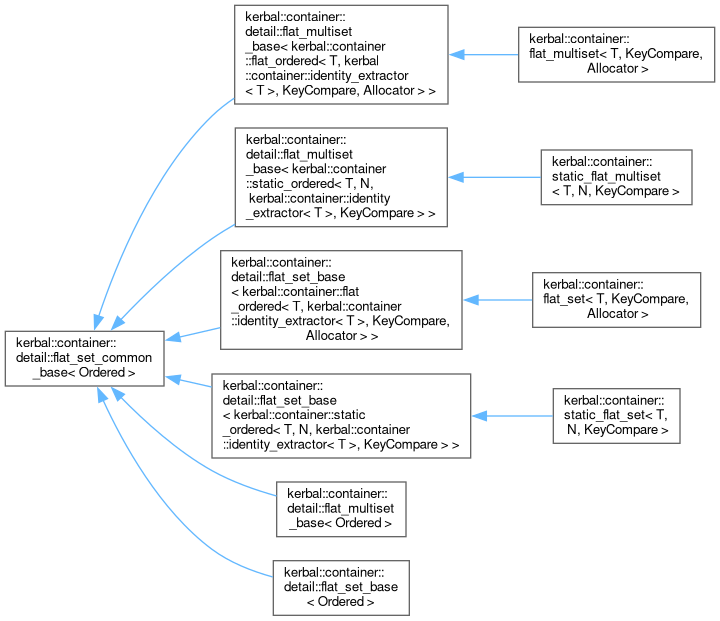 kerbal::container::
detail::flat_multiset
_base< kerbal::container
::flat_ordered< T, kerbal
::container::identity_extractor
< T >, KeyCompare, Allocator > >
kerbal::container::
flat_multiset< T, KeyCompare,
Allocator >
kerbal::container::
detail::flat_multiset
_base< kerbal::container
::static_ordered< T, N,
kerbal::container::identity
_extractor< T >, KeyCompare > >
kerbal::container::
static_flat_multiset
< T, N, KeyCompare >
kerbal::container::
detail::flat_set_base
< kerbal::container::flat
_ordered< T, kerbal::container
::identity_extractor< T >, KeyCompare,
Allocator > >
kerbal::container::
flat_set< T, KeyCompare,
Allocator >
kerbal::container::
detail::flat_set_common
_base< Ordered >
kerbal::container::
detail::flat_set_base
< kerbal::container::static
_ordered< T, N, kerbal::container
::identity_extractor< T >, KeyCompare > >
kerbal::container::
static_flat_set< T,
N, KeyCompare >
kerbal::container::
detail::flat_multiset
_base< Ordered >
kerbal::container::
detail::flat_set_base
< Ordered >